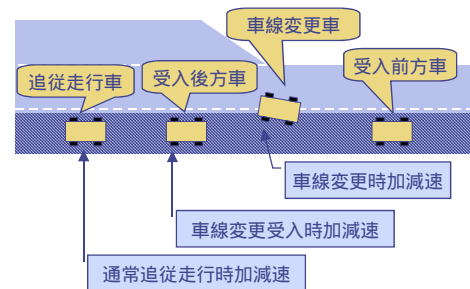 車線変更車
追従走行車
受入後方車
受入前方車
車線変更時加減速
車線変更受入時加減速
通常追従走行時加減速